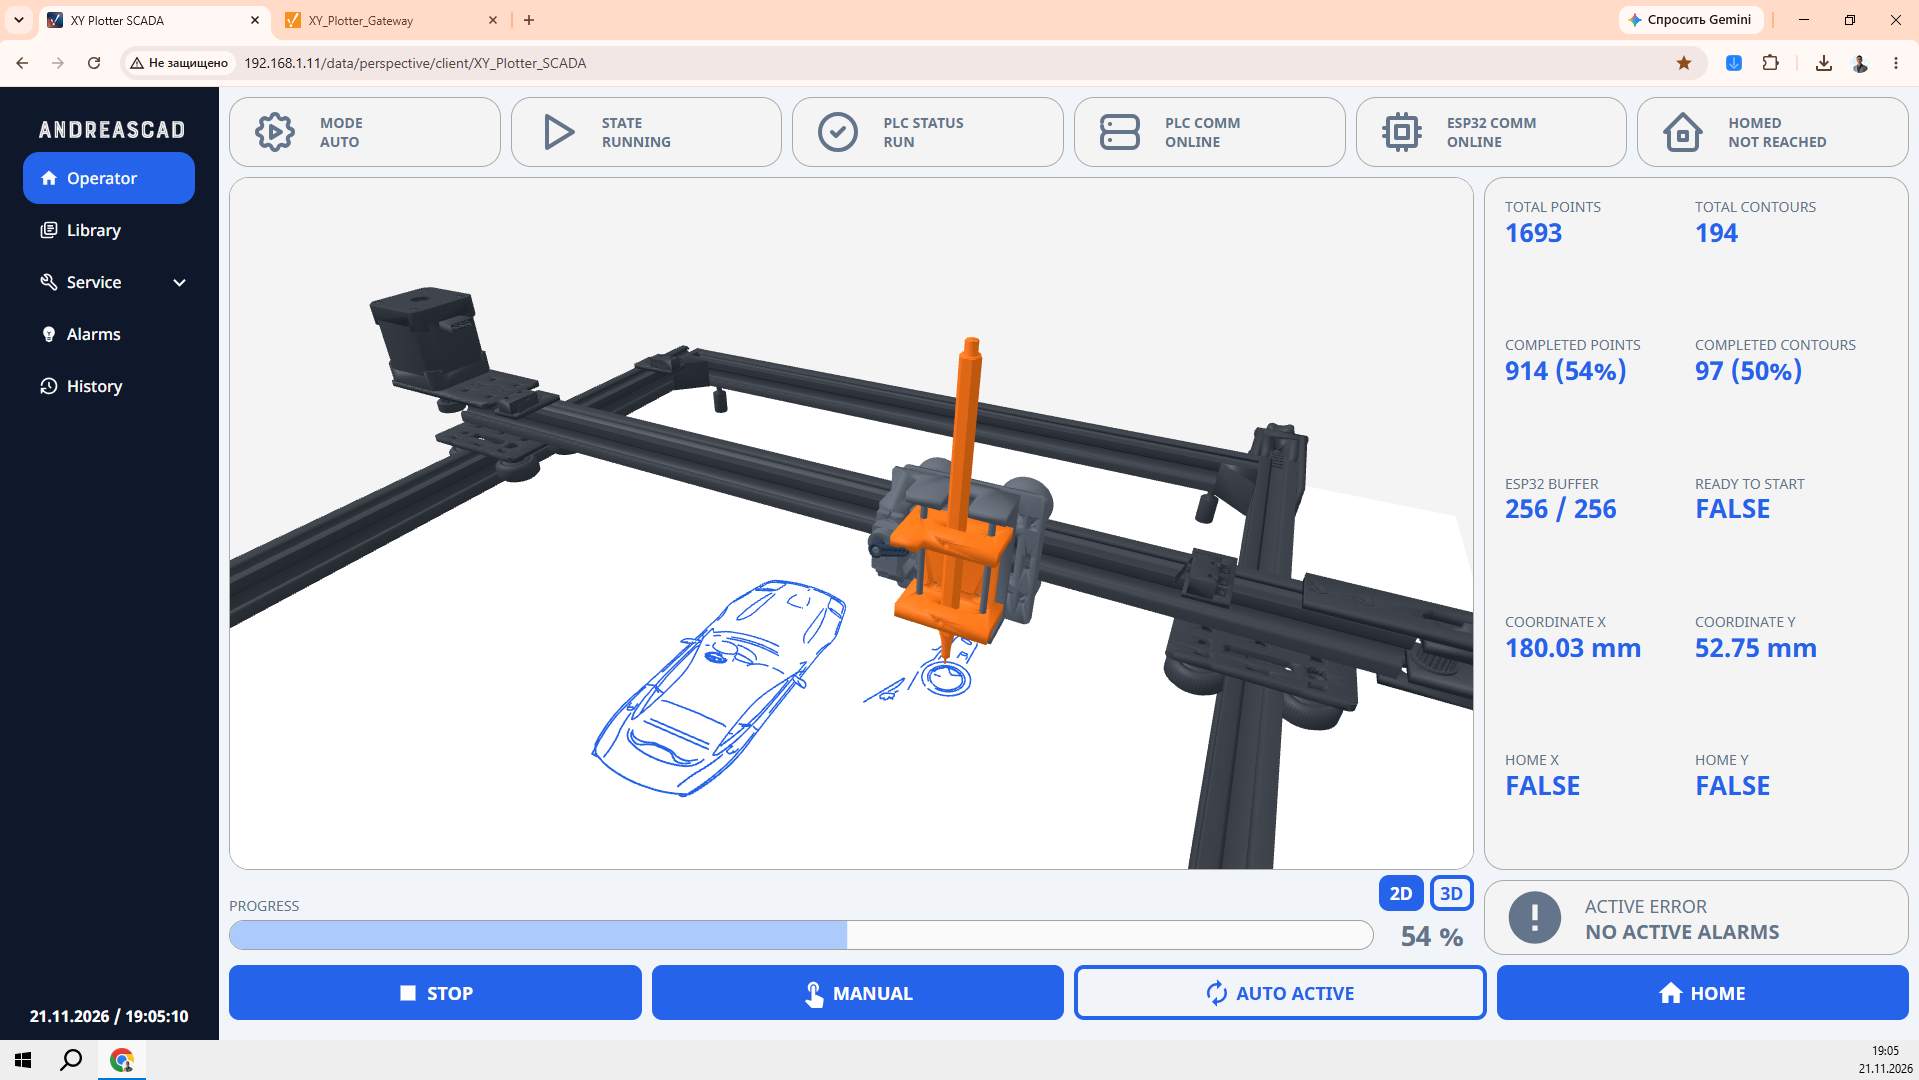 XY Plotter SCADA
XY_Plotter_Gateway
Спросить Gemini
Не защищено
192.168.1.11/data/perspective/client/XY_Plotter_SCADA
ANDREASCAD
Operator
Library
Service
Alarms
History
21.11.2026 / 19:05:10
MODE
AUTO
STATE
RUNNING
PLC STATUS
RUN
PLC COMM
ONLINE
ESP32 COMM
ONLINE
HOMED
NOT REACHED
TOTAL POINTS
1693
TOTAL CONTOURS
194
COMPLETED POINTS
914 (54%)
COMPLETED CONTOURS
97 (50%)
ESP32 BUFFER
256 / 256
READY TO START
FALSE
COORDINATE X
180.03 mm
COORDINATE Y
52.75 mm
HOME X
FALSE
HOME Y
FALSE
2D
3D
PROGRESS
54 %
ACTIVE ERROR
NO ACTIVE ALARMS
STOP
MANUAL
AUTO ACTIVE
HOME
19:05
21.11.2026